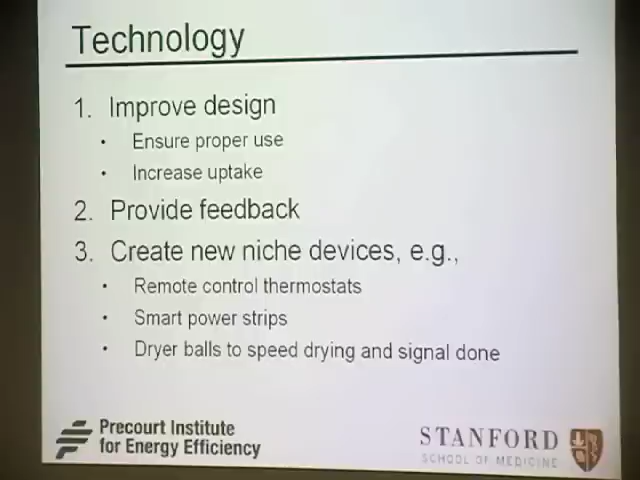 Technology
1. Improve design
• Ensure proper use
• Increase uptake
2. Provide feedback
3. Create new niche devices, e.g.,
• Remote control thermostats
• Smart power strips
• Dryer balls to speed drying and signal done
Precourt Institute
for Energy Efficiency
STANFORD
SCHOOL OF MEDICINE